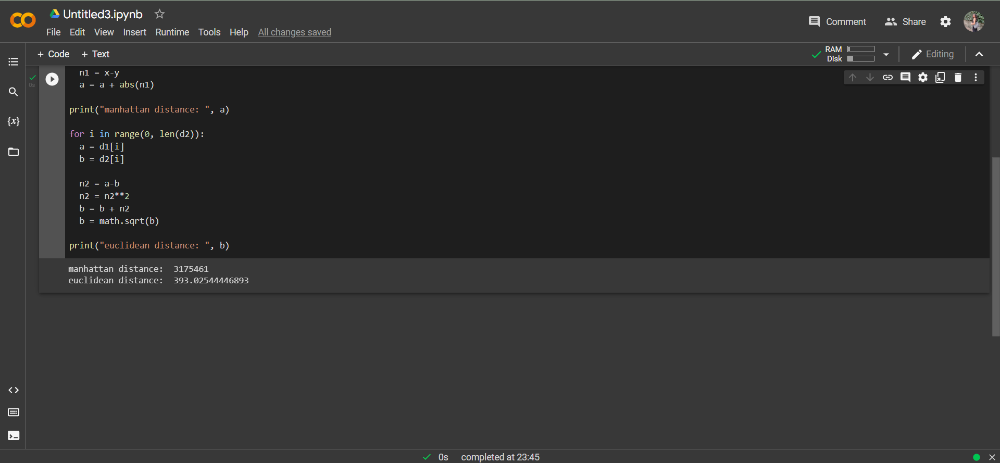 Untitled3.ipynb
Comment
Share
File Edit View Insert Runtime Tools Help All changes saved
+ Code + Text
RAM
Disk
Editing
{x}
0s
  n1 = x-y
  a = a + abs(n1)
print("manhattan distance: ", a)
for i in range(0, len(d2)):
  a = d1[i]
  b = d2[i]
  n2 = a-b
  n2 = n2**2
  b = b + n2
  b = math.sqrt(b)
print("euclidean distance: ", b)
manhattan distance:  3175461
euclidean distance:  393.02544446893
0s completed at 23:45